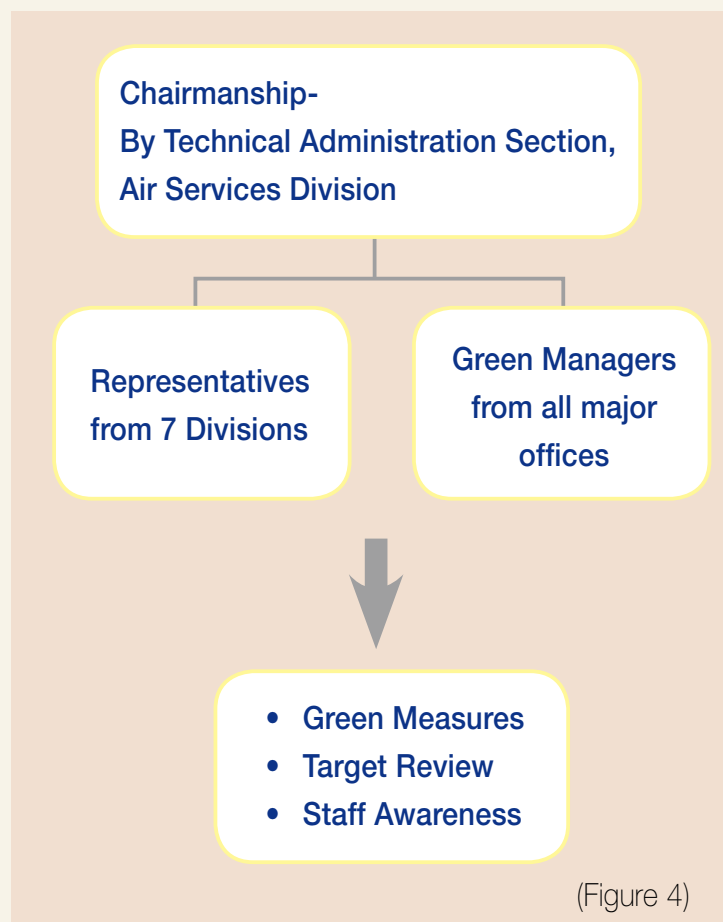 Chairmanship-
By Technical Administration Section,
Air Services Division
Representatives
from 7 Divisions
Green Managers
from all major
offices
• Green Measures
• Target Review
• Staff Awareness
(Figure 4)